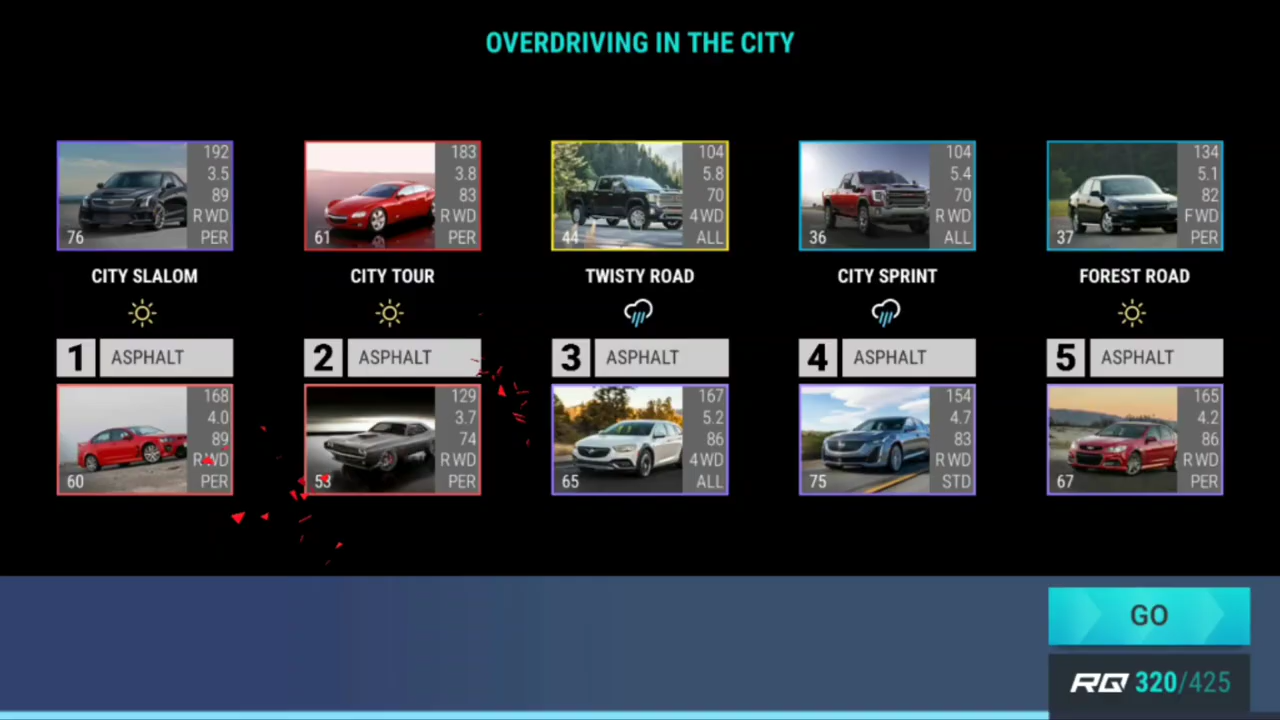 OVERDRIVING IN THE CITY
192
3.5
89
RWD
76 PER
183
3.8
83
RWD
61 PER
104
5.8
70
4WD
44 ALL
104
5.4
70
RWD
36 ALL
134
5.1
82
FWD
37 PER
CITY SLALOM
CITY TOUR
TWISTY ROAD
CITY SPRINT
FOREST ROAD
1 ASPHALT
2 ASPHALT
3 ASPHALT
4 ASPHALT
5 ASPHALT
168
4.0
89
RWD
60 PER
129
3.7
74
RWD
53 PER
167
5.2
86
4WD
65 ALL
154
4.7
83
RWD
75 STD
165
4.2
86
RWD
67 PER
GO
RQ 320/425